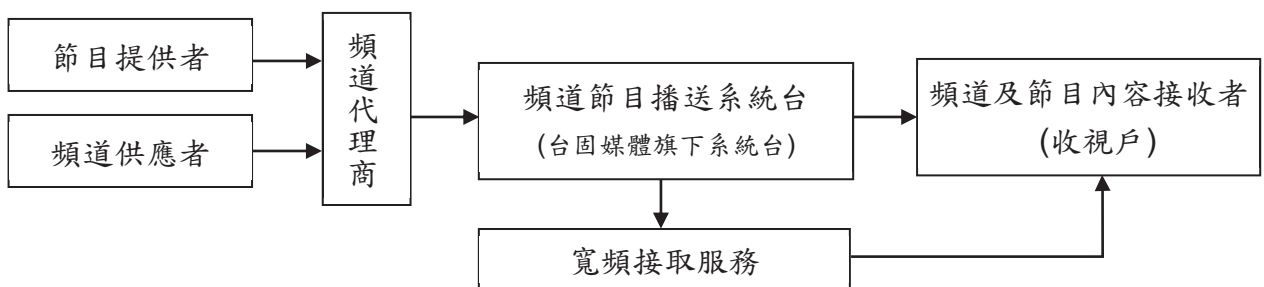 節目提供者
頻道供應者
頻道代理商
頻道節目播送系統台
(台固媒體旗下系統台)
頻道及節目內容接收者
(收視戶)
寬頻接取服務